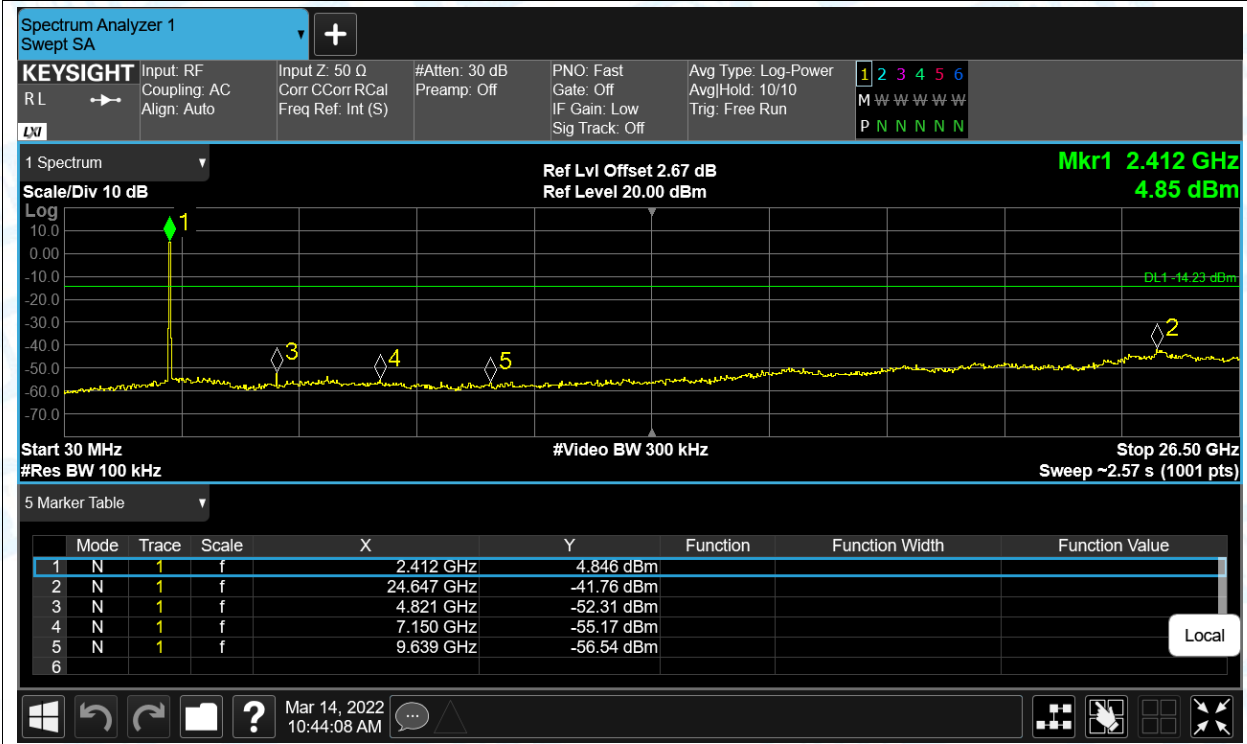 Spectrum Analyzer 1
Swept SA
+
KEYSIGHT
R L
LXI
Input: RF
Coupling: AC
Align: Auto
Input Z: 50 Ω
Corr CCorr RCal
Freq Ref: Int (S)
#Atten: 30 dB
Preamp: Off
PNO: Fast
Gate: Off
IF Gain: Low
Sig Track: Off
Avg Type: Log-Power
Avg|Hold: 10/10
Trig: Free Run
1 2 3 4 5 6
M W W W W W
P N N N N N
1 Spectrum
Scale/Div 10 dB
Ref Lvl Offset 2.67 dB
Ref Level 20.00 dBm
Mkr1 2.412 GHz
4.85 dBm
Log
10.0
0.00
-10.0
-20.0
-30.0
-40.0
-50.0
-60.0
-70.0
1
DL1 -14.23 dBm
2
3
4
5
Start 30 MHz
#Res BW 100 kHz
#Video BW 300 kHz
Stop 26.50 GHz
Sweep ~2.57 s (1001 pts)
5 Marker Table
Mode Trace Scale X Y Function Function Width Function Value
1 N 1 f 2.412 GHz 4.846 dBm
2 N 1 f 24.647 GHz -41.76 dBm
3 N 1 f 4.821 GHz -52.31 dBm
4 N 1 f 7.150 GHz -55.17 dBm
5 N 1 f 9.639 GHz -56.54 dBm
6
Local
?
Mar 14, 2022
10:44:08 AM